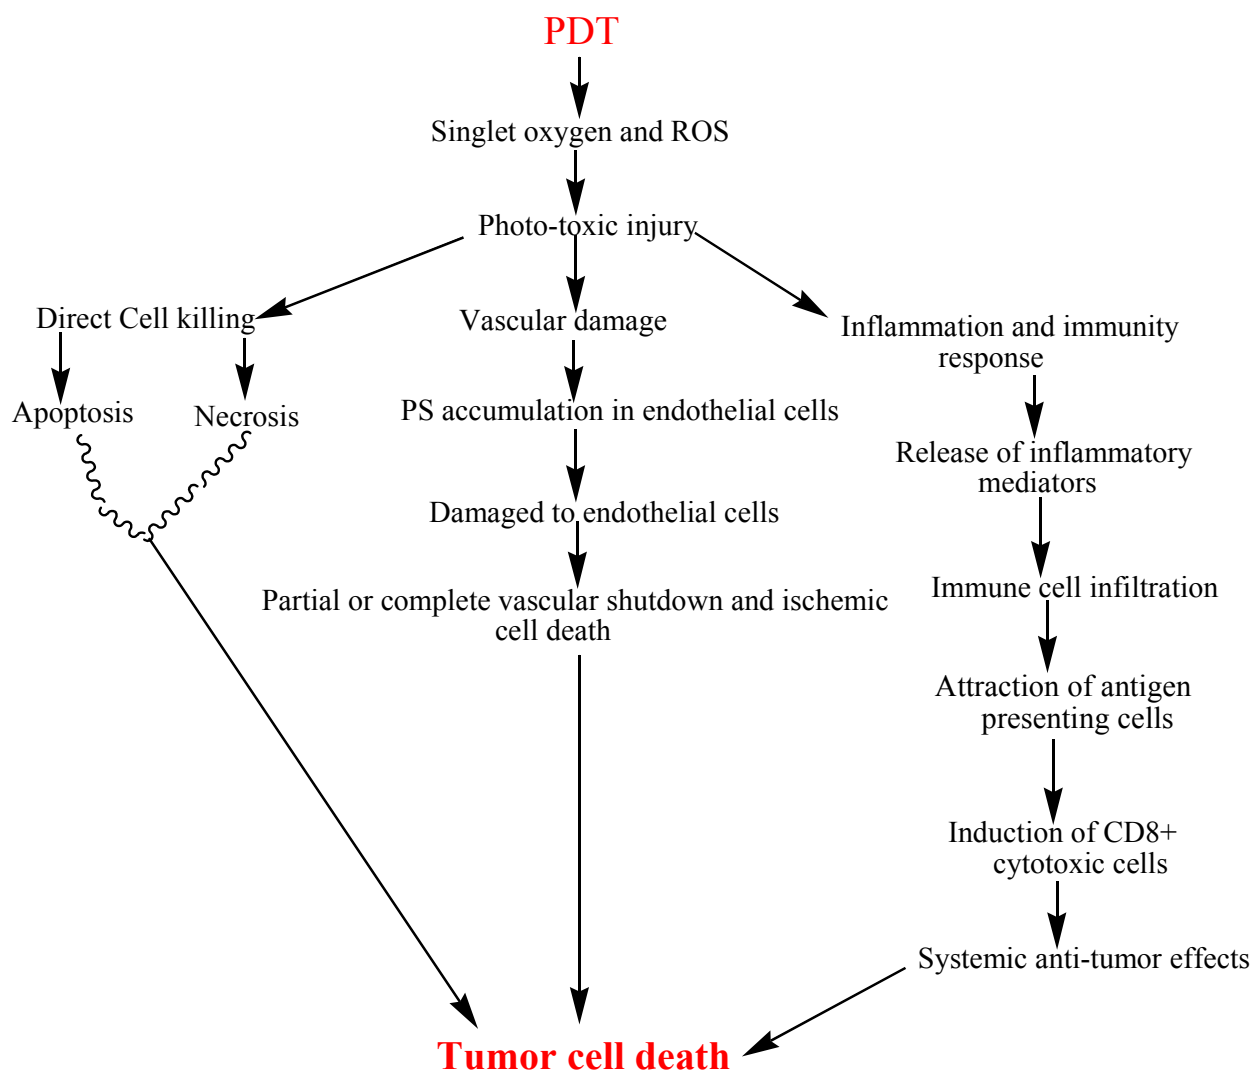 PDT
Singlet oxygen and ROS
Photo-toxic injury
Direct Cell killing
Vascular damage
Inflammation and immunity
response
Apoptosis
Necrosis
PS accumulation in endothelial cells
Release of inflammatory
mediators
Damaged to endothelial cells
Immune cell infiltration
Partial or complete vascular shutdown and ischemic
cell death
Attraction of antigen
presenting cells
Induction of CD8+
cytotoxic cells
Systemic anti-tumor effects
Tumor cell death